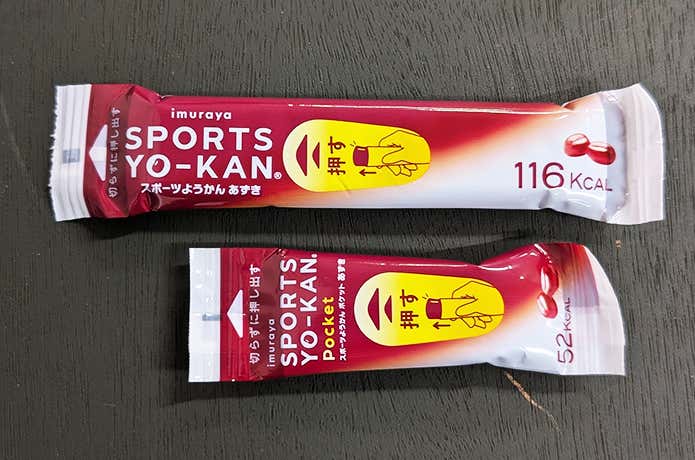 切らずに押し出す
imuraya
SPORTS
YO-KAN®
スポーツようかん あずき
押す
116 KCAL
切らずに押し出す
imuraya
SPORTS
YO-KAN®
Pocket
スポーツようかん ポケット あずき
押す
52 KCAL